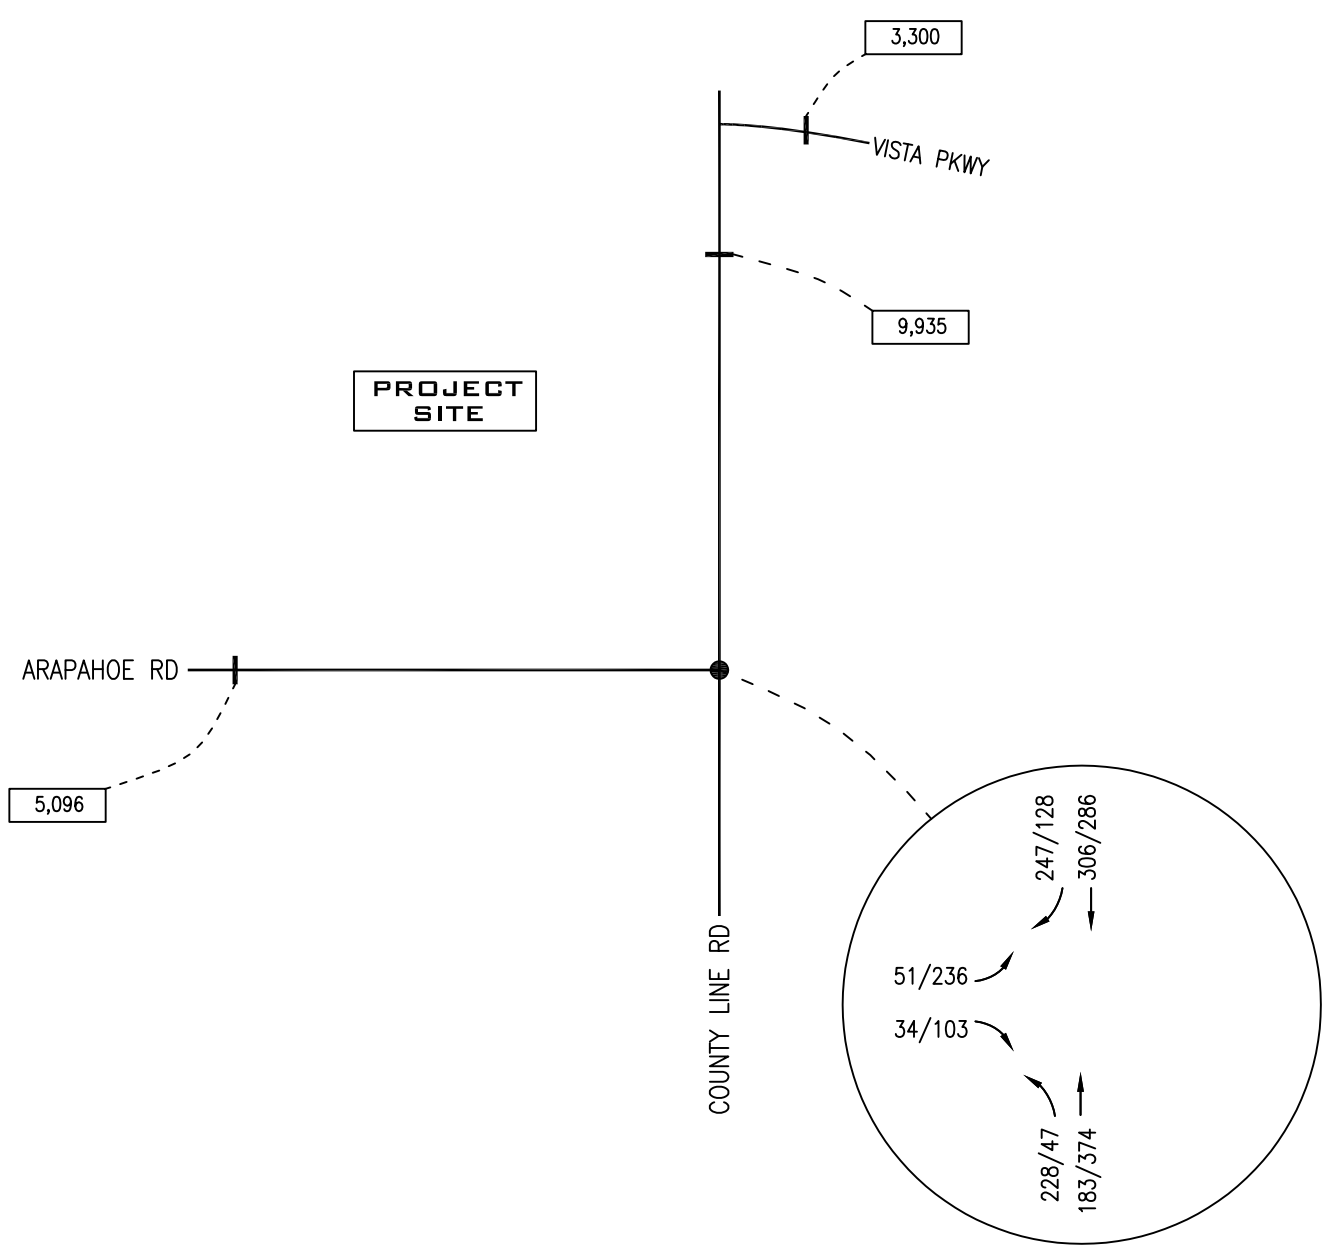 3,300
VISTA PKWY
9,935
PROJECT
SITE
ARAPAHOE RD
5,096
COUNTY LINE RD
247/128
306/286
51/236
34/103
228/47
183/374